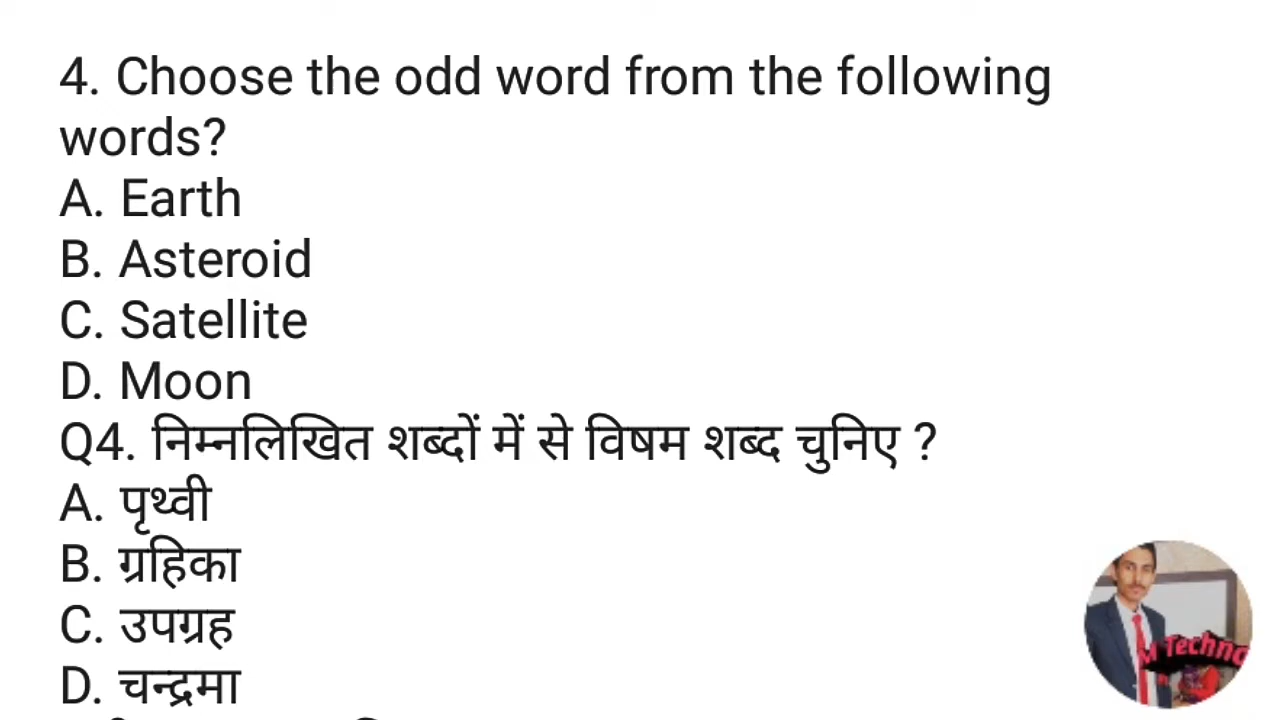 4. Choose the odd word from the following
words?
A. Earth
B. Asteroid
C. Satellite
D. Moon
Q4. निम्नलिखित शब्दों में से विषम शब्द चुनिए ?
A. पृथ्वी
B. ग्रहिका
C. उपग्रह
D. चन्द्रमा
M Techno